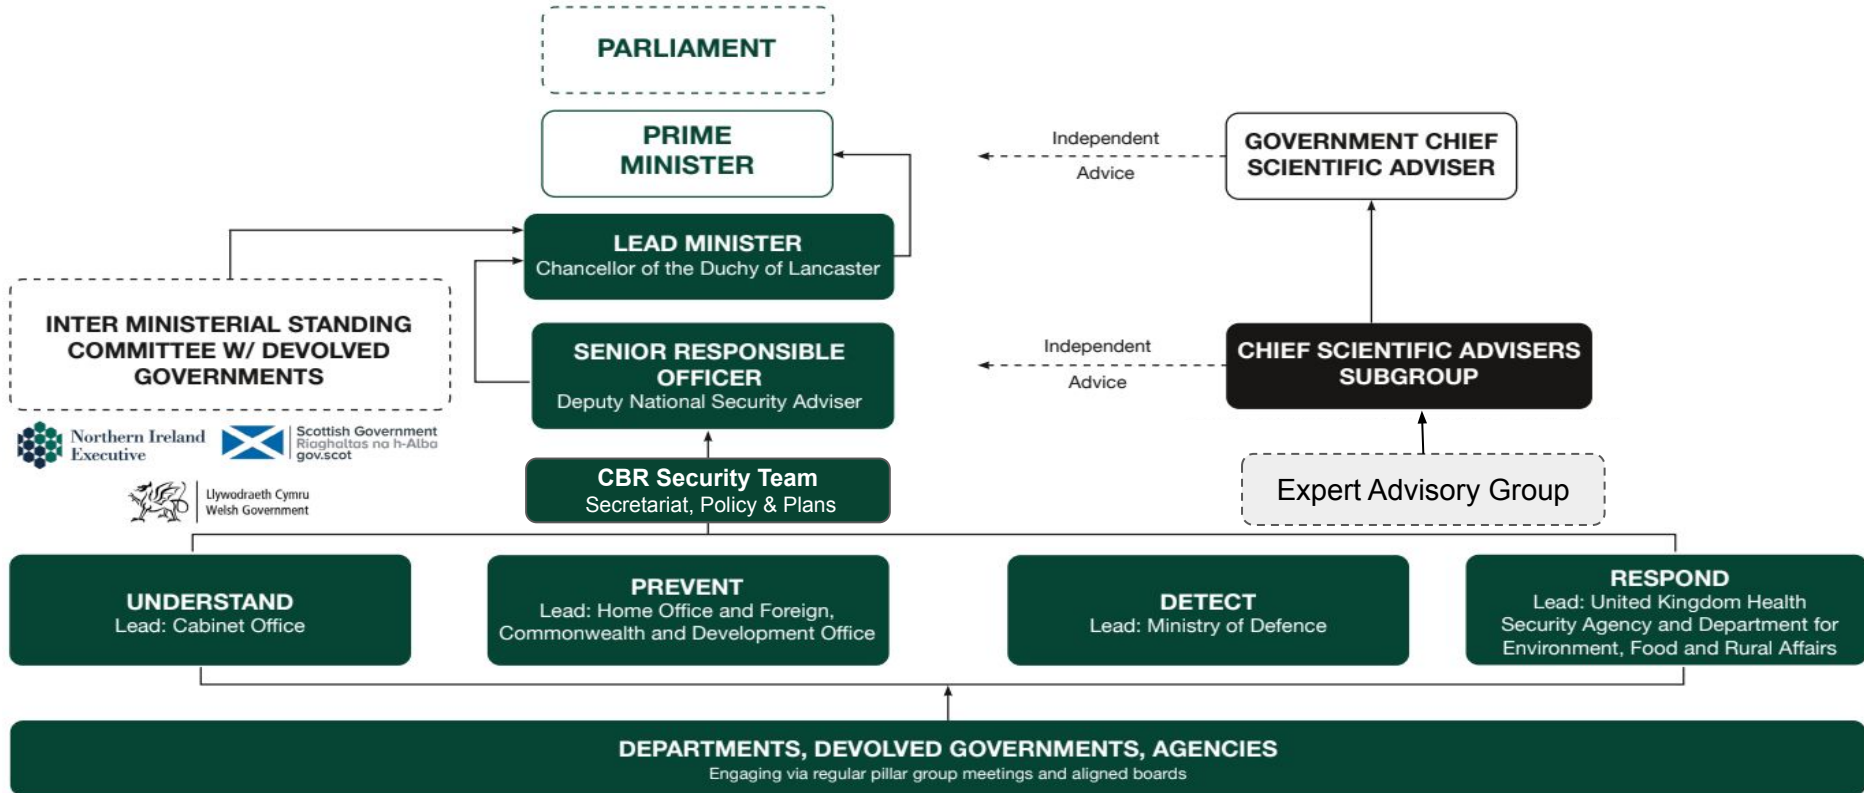 PARLIAMENT
PRIME
MINISTER
Independent
Advice
GOVERNMENT CHIEF
SCIENTIFIC ADVISER
LEAD MINISTER
Chancellor of the Duchy of Lancaster
INTER MINISTERIAL STANDING
COMMITTEE W/ DEVOLVED
GOVERNMENTS
SENIOR RESPONSIBLE
OFFICER
Deputy National Security Adviser
Independent
Advice
CHIEF SCIENTIFIC ADVISERS
SUBGROUP
Northern Ireland
Executive
Scottish Government
Riaghaltas na h-Alba
gov.scot
Llywodraeth Cymru
Welsh Government
CBR Security Team
Secretariat, Policy & Plans
Expert Advisory Group
UNDERSTAND
Lead: Cabinet Office
PREVENT
Lead: Home Office and Foreign,
Commonwealth and Development Office
DETECT
Lead: Ministry of Defence
RESPOND
Lead: United Kingdom Health
Security Agency and Department for
Environment, Food and Rural Affairs
DEPARTMENTS, DEVOLVED GOVERNMENTS, AGENCIES
Engaging via regular pillar group meetings and aligned boards